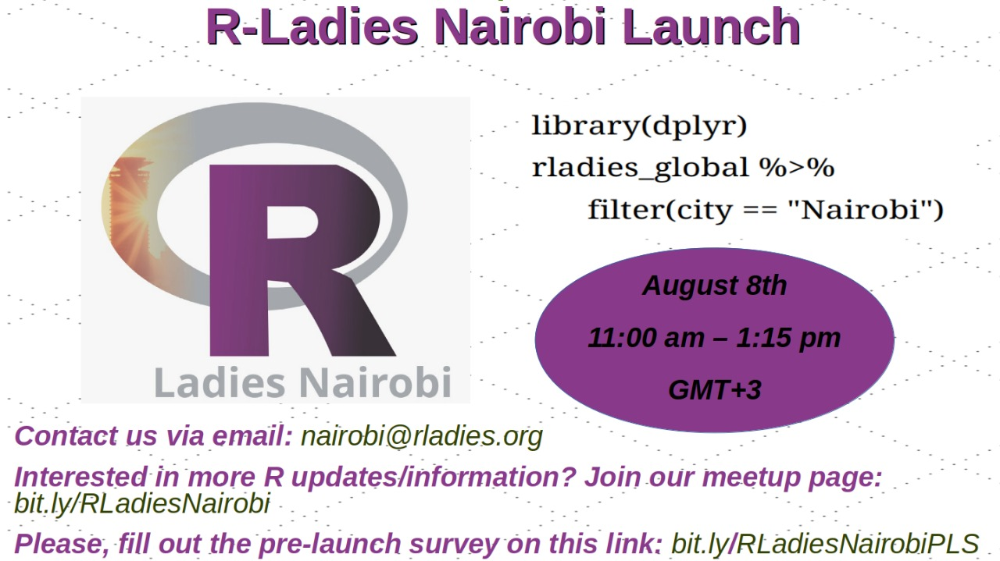 R-Ladies Nairobi Launch
R
Ladies Nairobi
library(dplyr)
rladies_global %>%
filter(city == "Nairobi")
August 8th
11:00 am – 1:15 pm
GMT+3
Contact us via email: nairobi@rladies.org
Interested in more R updates/information? Join our meetup page:
bit.ly/RLadiesNairobi
Please, fill out the pre-launch survey on this link: bit.ly/RLadiesNairobiPLS